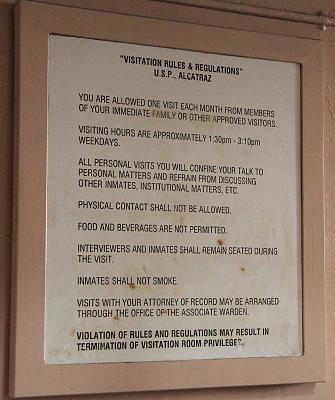 "VISITATION RULES & REGULATIONS"
U.S.P., ALCATRAZ
YOU ARE ALLOWED ONE VISIT EACH MONTH FROM MEMBERS
OF YOUR IMMEDIATE FAMILY OR OTHER APPROVED VISITORS.
VISITING HOURS ARE APPROXIMATELY 1:30pm - 3:10pm
WEEKDAYS.
ALL PERSONAL VISITS YOU WILL CONFINE YOUR TALK TO
PERSONAL MATTERS AND REFRAIN FROM DISCUSSING
OTHER INMATES, INSTITUTIONAL MATTERS, ETC.
PHYSICAL CONTACT SHALL NOT BE ALLOWED.
FOOD AND BEVERAGES ARE NOT PERMITTED.
INTERVIEWERS AND INMATES SHALL REMAIN SEATED DURING
THE VISIT.
INMATES SHALL NOT SMOKE.
VISITS WITH YOUR ATTORNEY OF RECORD MAY BE ARRANGED
THROUGH THE OFFICE OF THE ASSOCIATE WARDEN.
VIOLATION OF RULES AND REGULATIONS MAY RESULT IN
TERMINATION OF VISITATION ROOM PRIVILEGES.